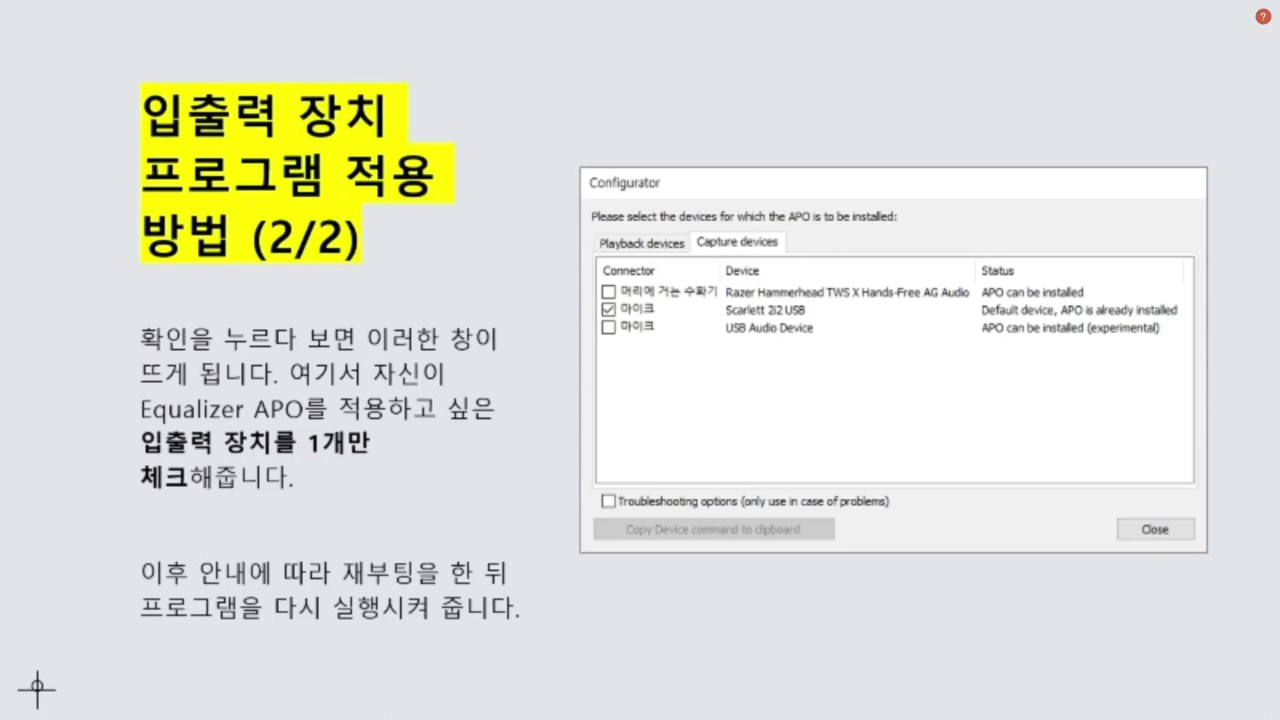 ?
입출력 장치
프로그램 적용
방법 (2/2)
확인을 누르다 보면 이러한 창이
뜨게 됩니다. 여기서 자신이
Equalizer APO를 적용하고 싶은
입출력 장치를 1개만
체크해줍니다.
이후 안내에 따라 재부팅을 한 뒤
프로그램을 다시 실행시켜 줍니다.
Configurator
Please select the devices for which the APO is to be installed:
Playback devices Capture devices
Connector Device Status
머리에 거는 수화기 Razer Hammerhead TWS X Hands-Free AG Audio APO can be installed
마이크 Scarlett 2i2 USB Default device, APO is already installed
마이크 USB Audio Device APO can be installed (experimental)
Troubleshooting options (only use in case of problems)
Copy Device command to clipboard Close